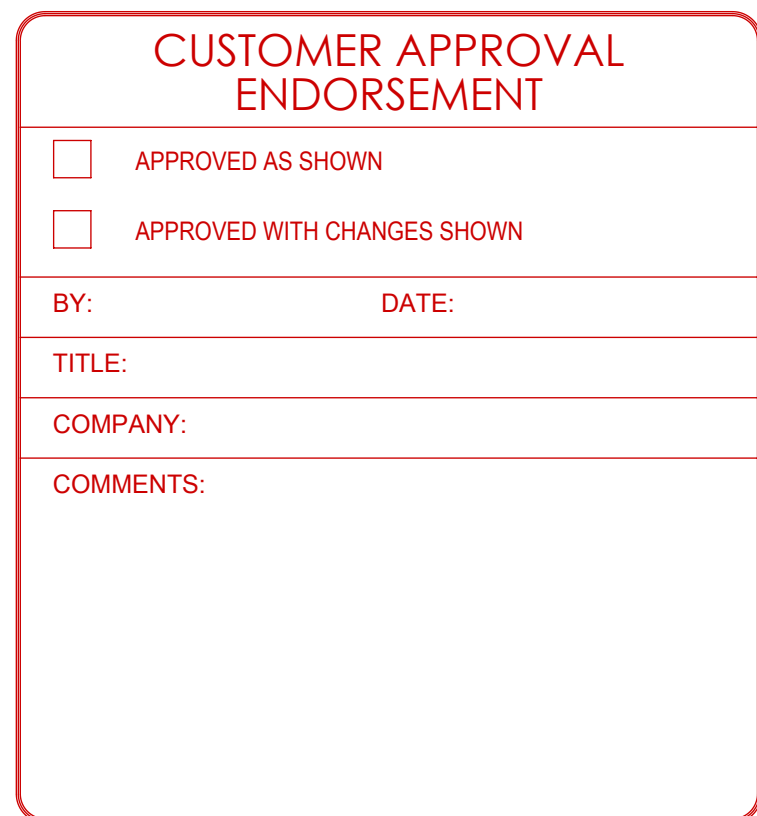 CUSTOMER APPROVAL
ENDORSEMENT
APPROVED AS SHOWN
APPROVED WITH CHANGES SHOWN
BY: DATE:
TITLE:
COMPANY:
COMMENTS: